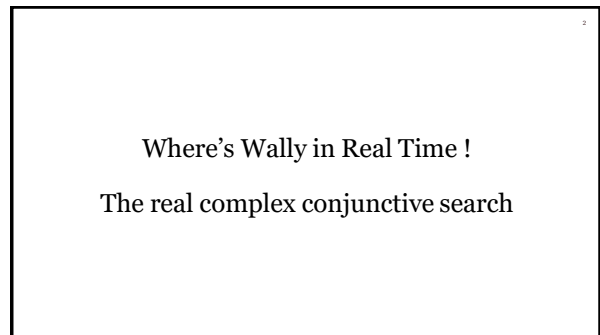 2
Where’s Wally in Real Time !
The real complex conjunctive search